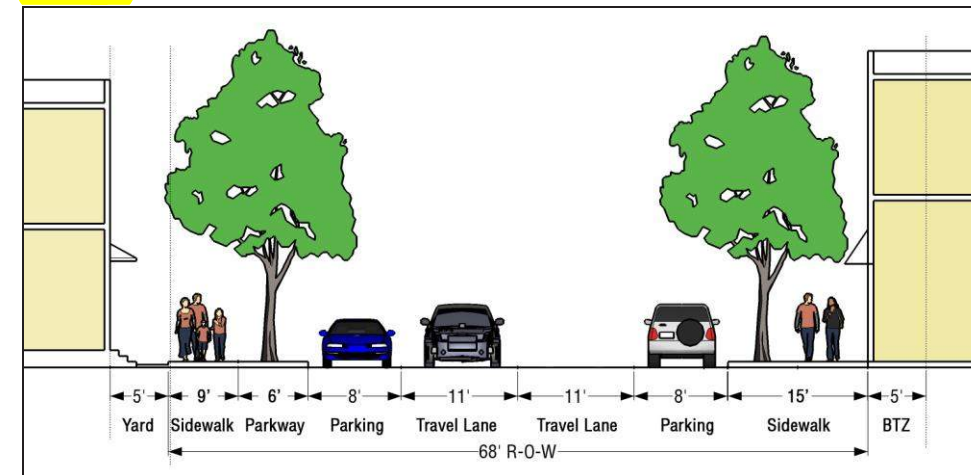 5' 9' 6' 8' 11' 11' 8' 15' 5'
Yard Sidewalk Parkway Parking Travel Lane Travel Lane Parking Sidewalk BTZ
68' R-O-W